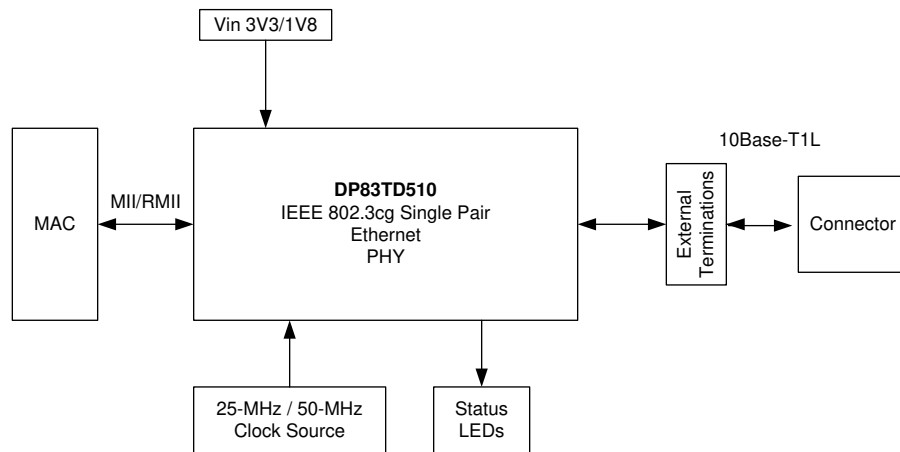 Vin 3V3/1V8
MAC
MII/RMII
DP83TD510
IEEE 802.3cg Single Pair
Ethernet
PHY
10Base-T1L
External
Terminations
Connector
25-MHz / 50-MHz
Clock Source
Status
LEDs